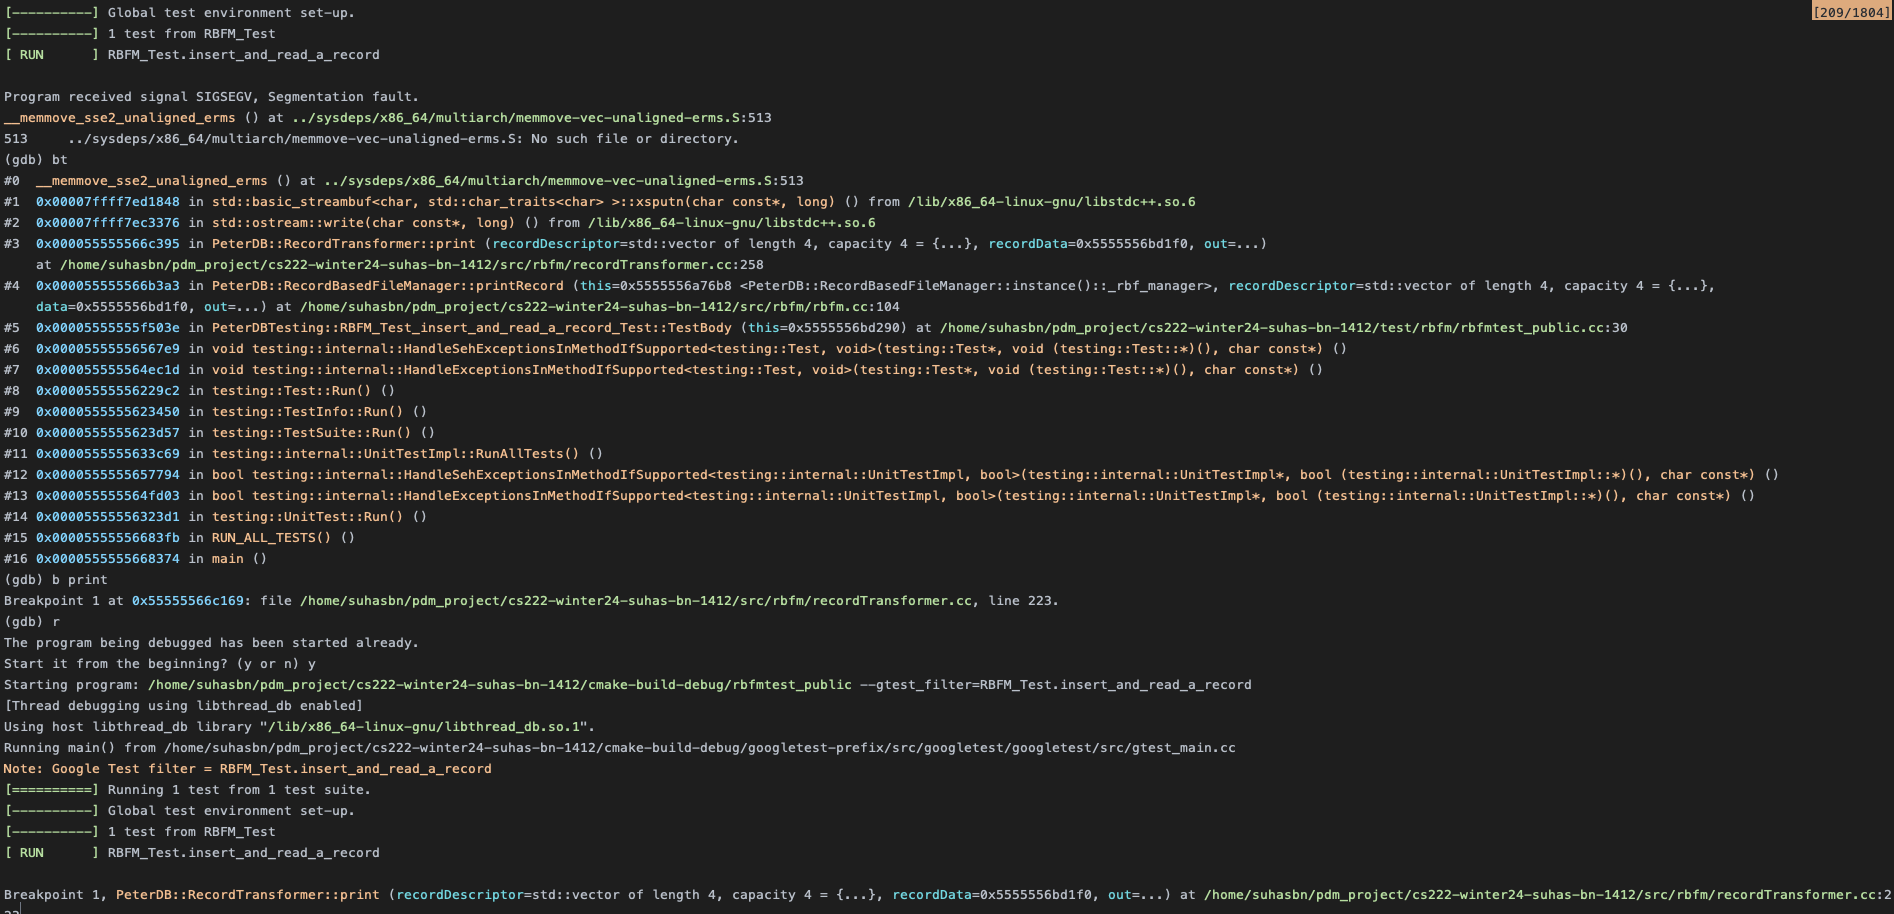 [----------] Global test environment set-up. [209/1804]
[----------] 1 test from RBFM_Test
[ RUN      ] RBFM_Test.insert_and_read_a_record
Program received signal SIGSEGV, Segmentation fault.
__memmove_sse2_unaligned_erms () at ../sysdeps/x86_64/multiarch/memmove-vec-unaligned-erms.S:513
513     ../sysdeps/x86_64/multiarch/memmove-vec-unaligned-erms.S: No such file or directory.
(gdb) bt
#0  __memmove_sse2_unaligned_erms () at ../sysdeps/x86_64/multiarch/memmove-vec-unaligned-erms.S:513
#1  0x00007ffff7ed1848 in std::basic_streambuf<char, std::char_traits<char> >::xsputn(char const*, long) () from /lib/x86_64-linux-gnu/libstdc++.so.6
#2  0x00007ffff7ec3376 in std::ostream::write(char const*, long) () from /lib/x86_64-linux-gnu/libstdc++.so.6
#3  0x000055555566c395 in PeterDB::RecordTransformer::print (recordDescriptor=std::vector of length 4, capacity 4 = {...}, recordData=0x5555556bd1f0, out=...)
    at /home/suhasbn/pdm_project/cs222-winter24-suhas-bn-1412/src/rbfm/recordTransformer.cc:258
#4  0x000055555566b3a3 in PeterDB::RecordBasedFileManager::printRecord (this=0x5555556a76b8 <PeterDB::RecordBasedFileManager::instance()::_rbf_manager>, recordDescriptor=std::vector of length 4, capacity 4 = {...},
    data=0x5555556bd1f0, out=...) at /home/suhasbn/pdm_project/cs222-winter24-suhas-bn-1412/src/rbfm/rbfm.cc:104
#5  0x00005555555f503e in PeterDBTesting::RBFM_Test_insert_and_read_a_record_Test::TestBody (this=0x5555556bd290) at /home/suhasbn/pdm_project/cs222-winter24-suhas-bn-1412/test/rbfm/rbfmtest_public.cc:30
#6  0x00005555556567e9 in void testing::internal::HandleSehExceptionsInMethodIfSupported<testing::Test, void>(testing::Test*, void (testing::Test::*)(), char const*) ()
#7  0x000055555564ec1d in void testing::internal::HandleExceptionsInMethodIfSupported<testing::Test, void>(testing::Test*, void (testing::Test::*)(), char const*) ()
#8  0x00005555556229c2 in testing::Test::Run() ()
#9  0x0000555555623450 in testing::TestInfo::Run() ()
#10 0x0000555555623d57 in testing::TestSuite::Run() ()
#11 0x0000555555633c69 in testing::internal::UnitTestImpl::RunAllTests() ()
#12 0x0000555555657794 in bool testing::internal::HandleSehExceptionsInMethodIfSupported<testing::internal::UnitTestImpl, bool>(testing::internal::UnitTestImpl*, bool (testing::internal::UnitTestImpl::*)(), char const*) ()
#13 0x000055555564fd03 in bool testing::internal::HandleExceptionsInMethodIfSupported<testing::internal::UnitTestImpl, bool>(testing::internal::UnitTestImpl*, bool (testing::internal::UnitTestImpl::*)(), char const*) ()
#14 0x00005555556323d1 in testing::UnitTest::Run() ()
#15 0x00005555556683fb in RUN_ALL_TESTS() ()
#16 0x0000555555668374 in main ()
(gdb) b print
Breakpoint 1 at 0x55555566c169: file /home/suhasbn/pdm_project/cs222-winter24-suhas-bn-1412/src/rbfm/recordTransformer.cc, line 223.
(gdb) r
The program being debugged has been started already.
Start it from the beginning? (y or n) y
Starting program: /home/suhasbn/pdm_project/cs222-winter24-suhas-bn-1412/cmake-build-debug/rbfmtest_public --gtest_filter=RBFM_Test.insert_and_read_a_record
[Thread debugging using libthread_db enabled]
Using host libthread_db library "/lib/x86_64-linux-gnu/libthread_db.so.1".
Running main() from /home/suhasbn/pdm_project/cs222-winter24-suhas-bn-1412/cmake-build-debug/googletest-prefix/src/googletest/googletest/src/gtest_main.cc
Note: Google Test filter = RBFM_Test.insert_and_read_a_record
[==========] Running 1 test from 1 test suite.
[----------] Global test environment set-up.
[----------] 1 test from RBFM_Test
[ RUN      ] RBFM_Test.insert_and_read_a_record
Breakpoint 1, PeterDB::RecordTransformer::print (recordDescriptor=std::vector of length 4, capacity 4 = {...}, recordData=0x5555556bd1f0, out=...) at /home/suhasbn/pdm_project/cs222-winter24-suhas-bn-1412/src/rbfm/recordTransformer.cc:2